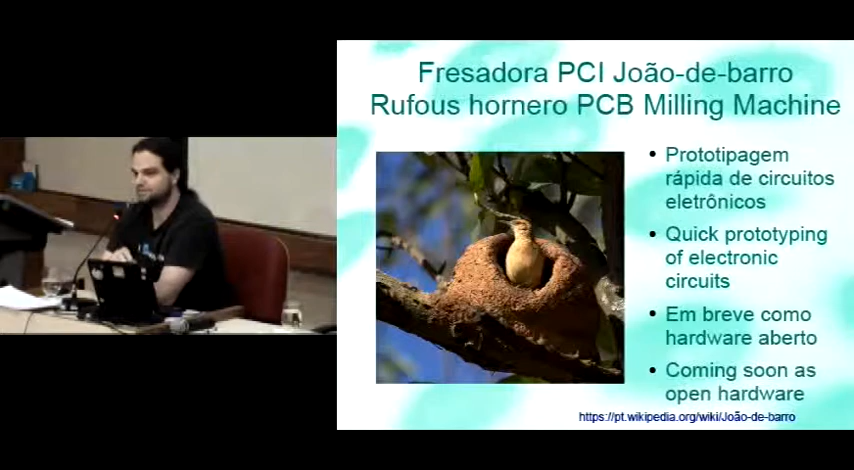 Fresadora PCI João-de-barro
Rufous hornero PCB Milling Machine
• Prototipagem
rápida de circuitos
eletrônicos
• Quick prototyping
of electronic
circuits
• Em breve como
hardware aberto
• Coming soon as
open hardware
https://pt.wikipedia.org/wiki/João-de-barro